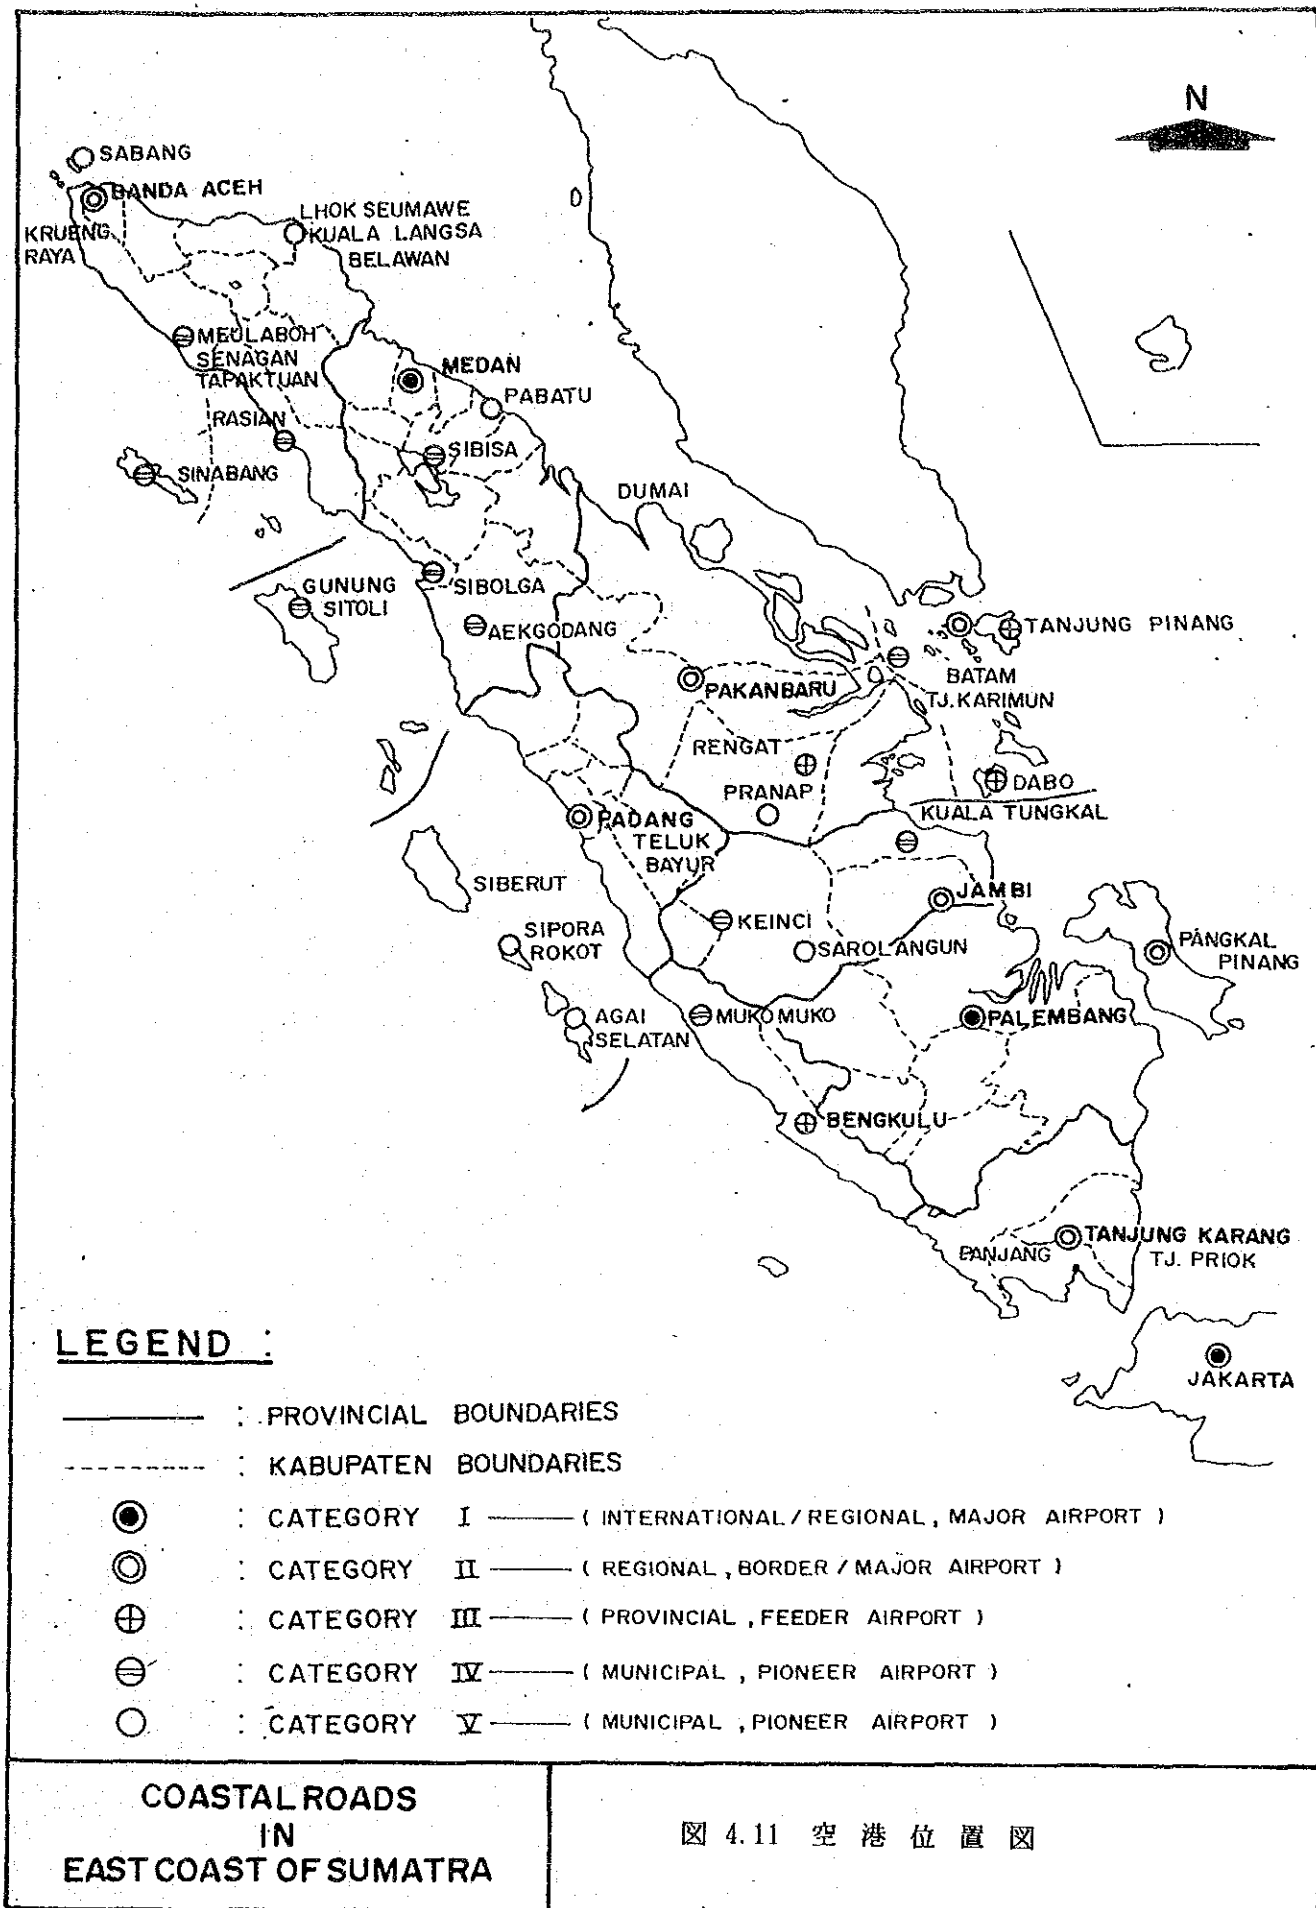 N
SABANG
BANDA ACEH
KRUENG
RAYA
LHOK SEUMAWE
KUALA LANGSA
BELAWAN
MEULABOH
SENAGAN
TAPAKTUAN
MEDAN
PABATU
RASIAN
SIBISA
SINABANG
DUMAI
GUNUNG
SITOLI
SIBOLGA
AEKGODANG
TANJUNG PINANG
BATAM
TJ. KARIMUN
PAKANBARU
RENGAT
PRANAP
DABO
KUALA TUNGKAL
PADANG
TELUK
BAYUR
SIBERUT
JAMBI
KEINCI
SIPORA
ROKOT
SAROLANGUN
PANGKAL
PINANG
AGAI
SELATAN
MUKOMUKO
PALEMBANG
BENGKULU
PANJANG
TANJUNG KARANG
TJ. PRIOK
JAKARTA
LEGEND :
: PROVINCIAL BOUNDARIES
: KABUPATEN BOUNDARIES
: CATEGORY I ( INTERNATIONAL / REGIONAL , MAJOR AIRPORT )
: CATEGORY II ( REGIONAL , BORDER / MAJOR AIRPORT )
: CATEGORY III ( PROVINCIAL , FEEDER AIRPORT )
: CATEGORY IV ( MUNICIPAL , PIONEER AIRPORT )
: CATEGORY V ( MUNICIPAL , PIONEER AIRPORT )
COASTAL ROADS
IN
EAST COAST OF SUMATRA
図 4.11 空港位置図